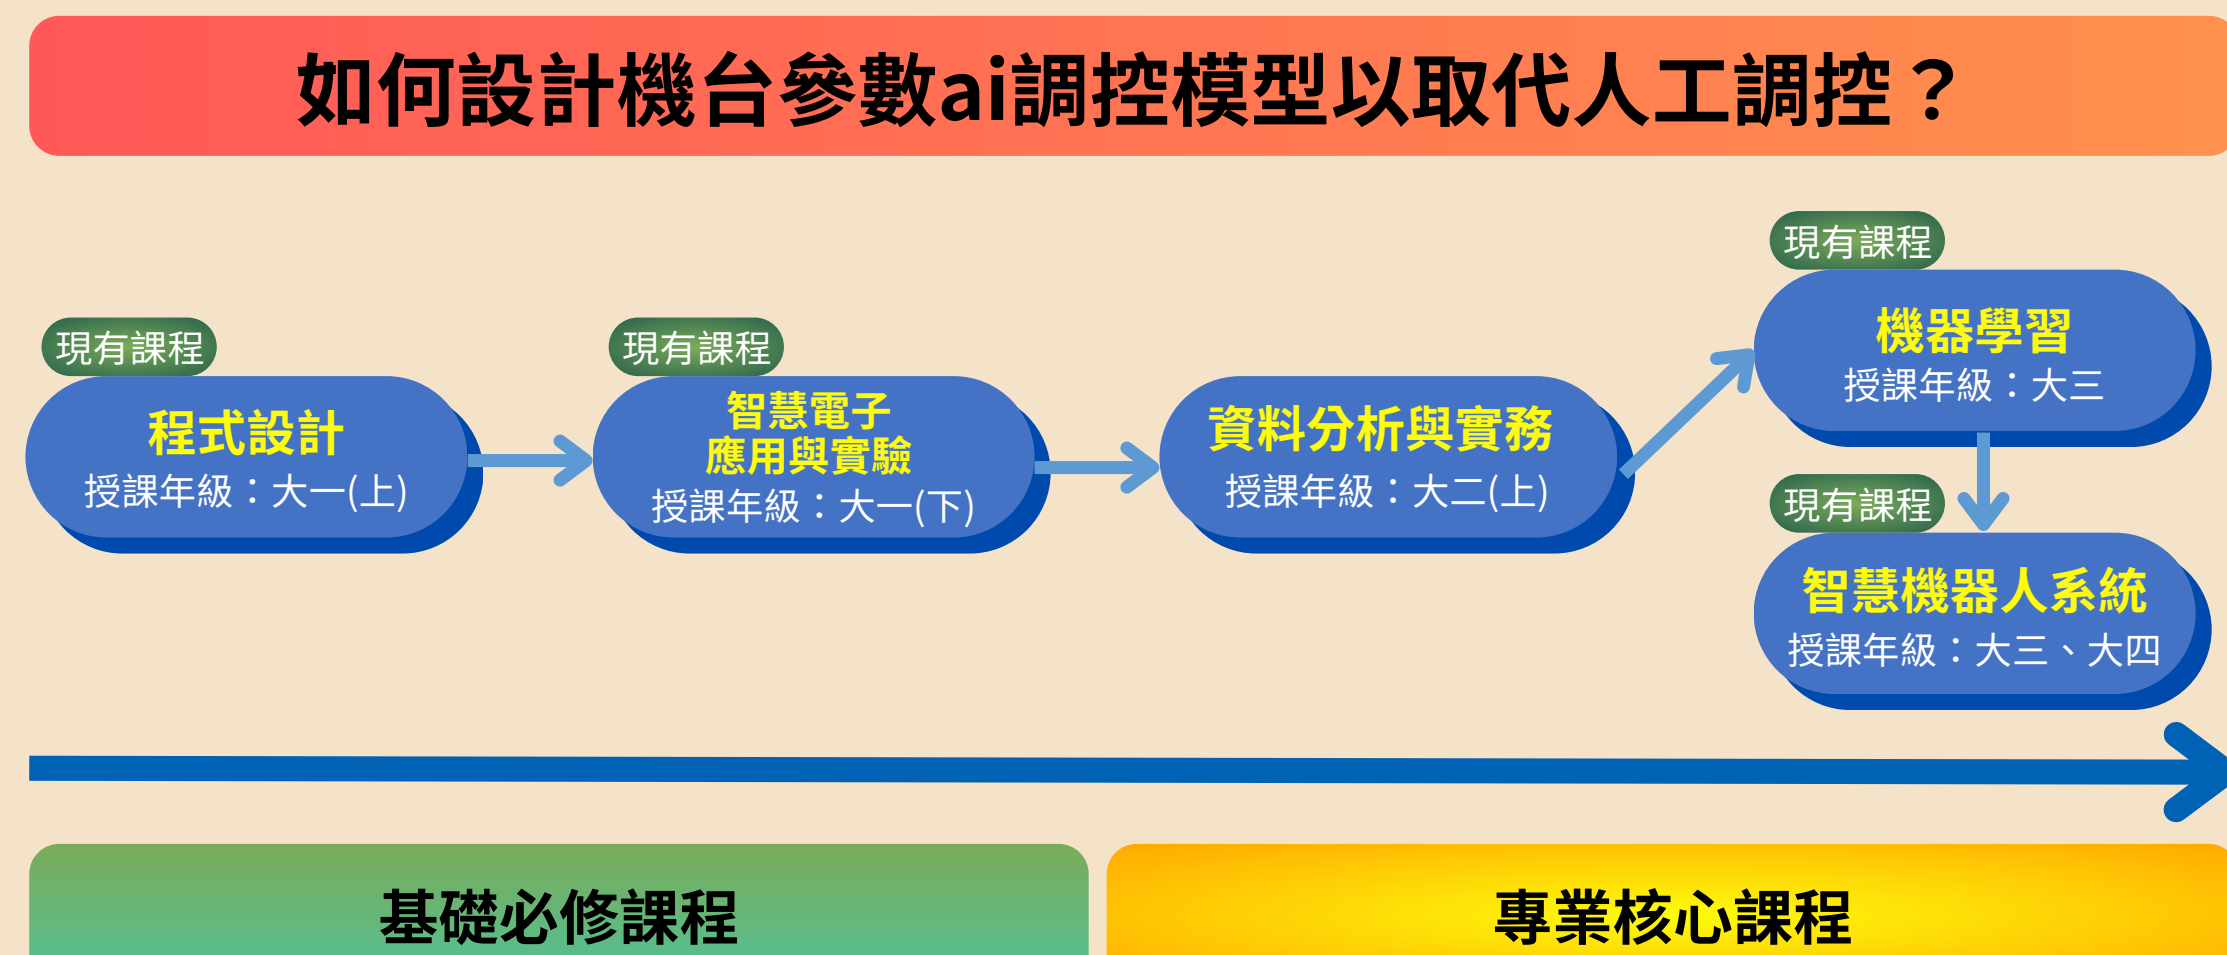 如何設計機台參數ai調控模型以取代人工調控？
現有課程
程式設計
授課年級：大一(上)
現有課程
智慧電子
應用與實驗
授課年級：大一(下)
資料分析與實務
授課年級：大二(上)
現有課程
機器學習
授課年級：大三
現有課程
智慧機器人系統
授課年級：大三、大四
基礎必修課程
專業核心課程